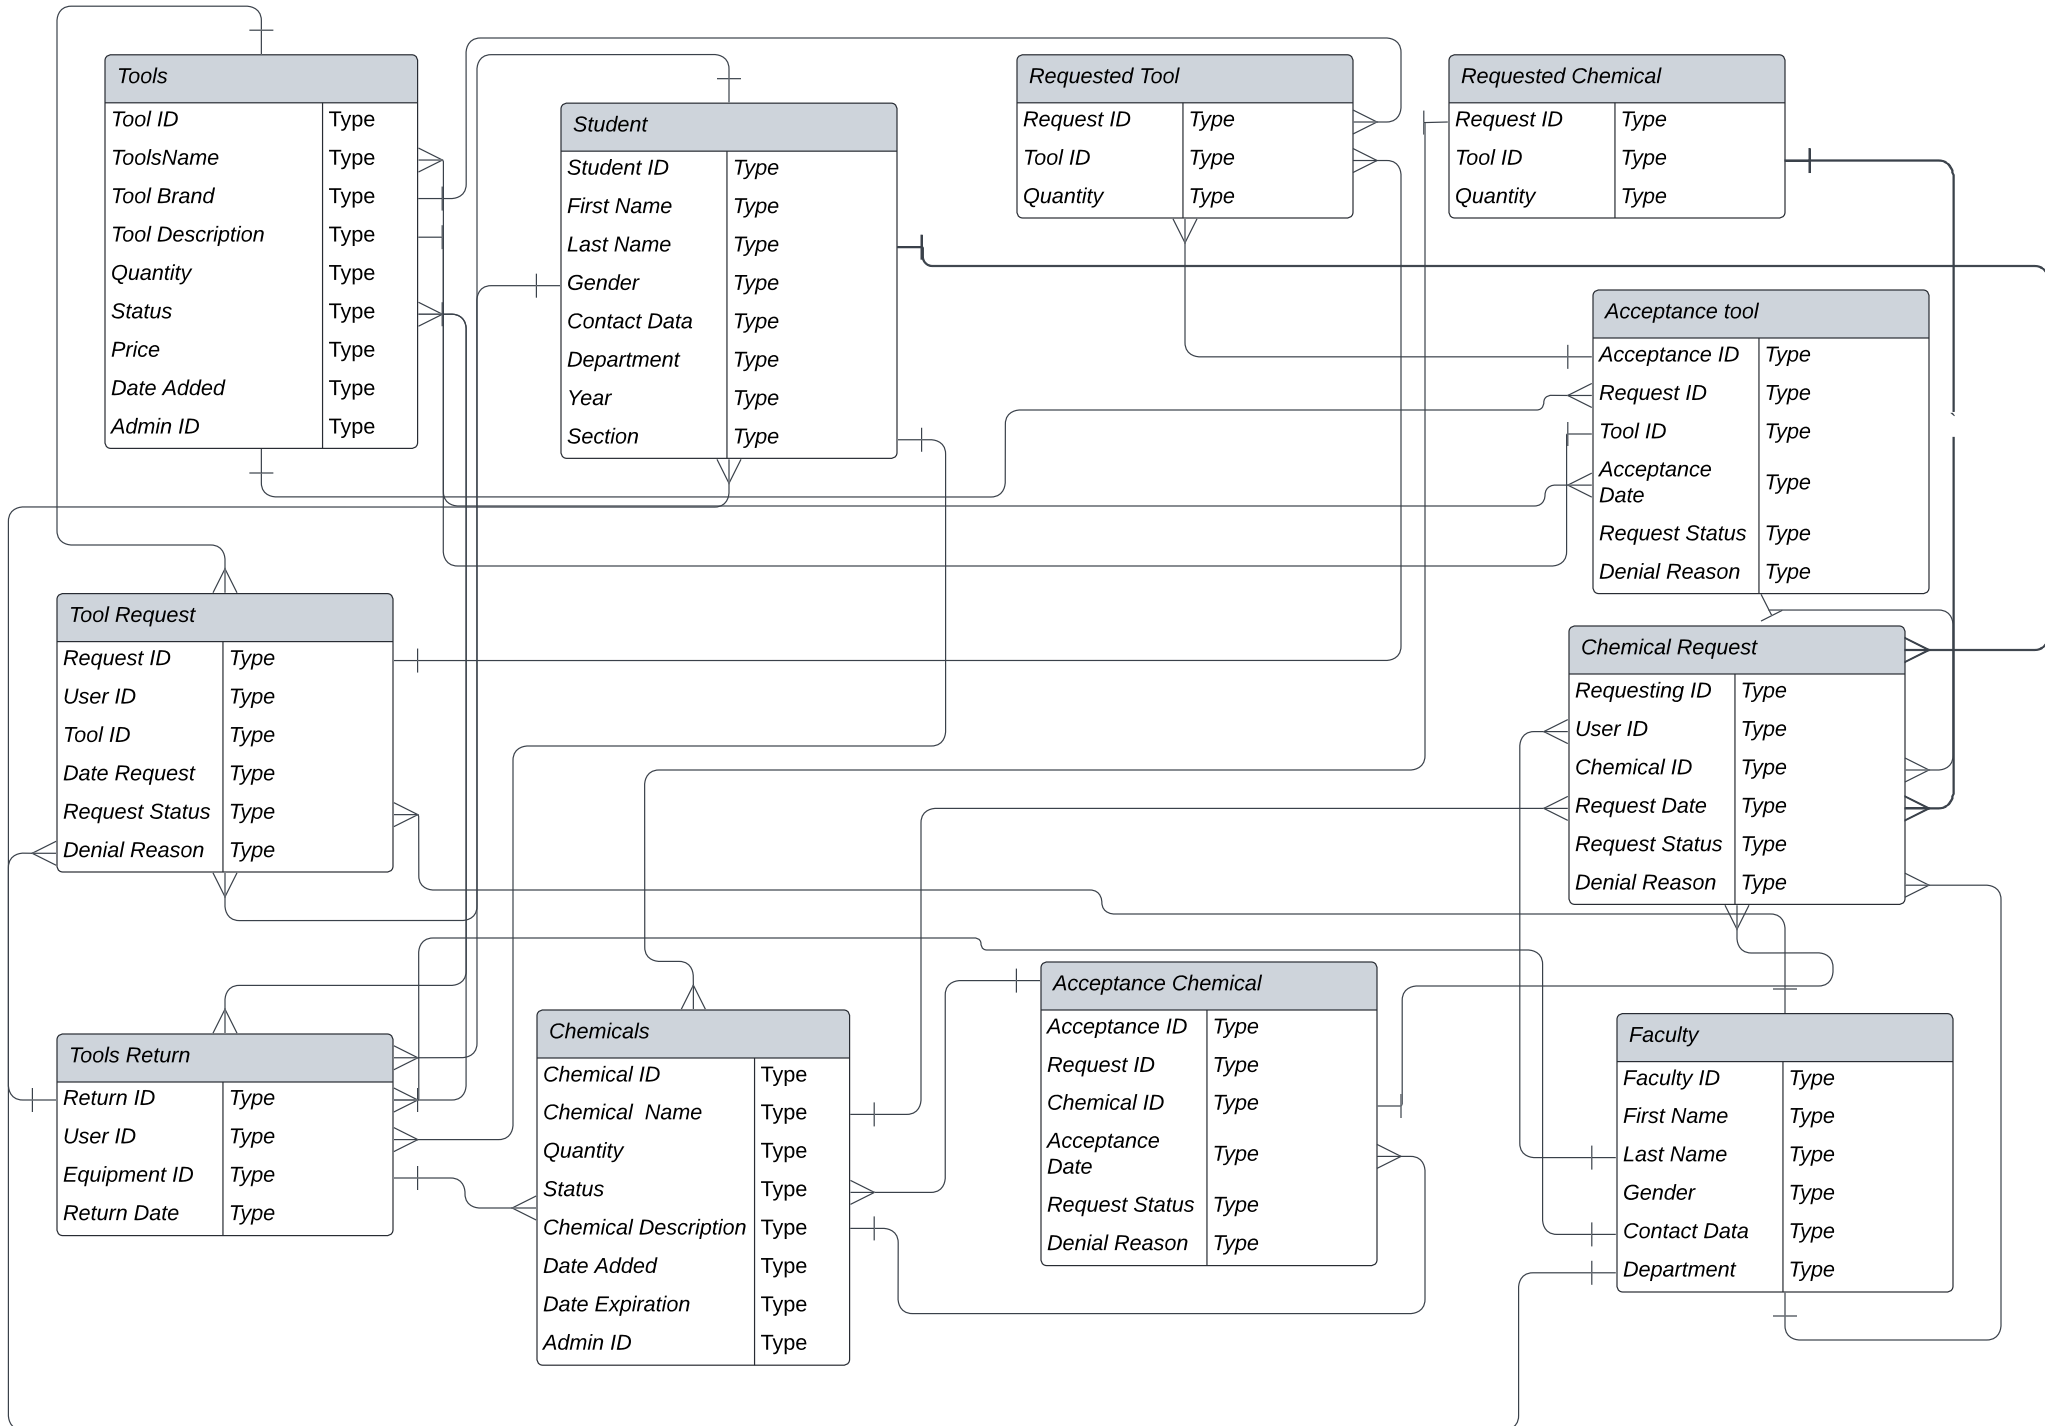 Tools
Tool ID Type
ToolsName Type
Tool Brand Type
Tool Description Type
Quantity Type
Status Type
Price Type
Date Added Type
Admin ID Type
Student
Student ID Type
First Name Type
Last Name Type
Gender Type
Contact Data Type
Department Type
Year Type
Section Type
Requested Tool
Request ID Type
Tool ID Type
Quantity Type
Requested Chemical
Request ID Type
Tool ID Type
Quantity Type
Acceptance tool
Acceptance ID Type
Request ID Type
Tool ID Type
Acceptance
Date Type
Request Status Type
Denial Reason Type
Tool Request
Request ID Type
User ID Type
Tool ID Type
Date Request Type
Request Status Type
Denial Reason Type
Chemical Request
Requesting ID Type
User ID Type
Chemical ID Type
Request Date Type
Request Status Type
Denial Reason Type
Tools Return
Return ID Type
User ID Type
Equipment ID Type
Return Date Type
Chemicals
Chemical ID Type
Chemical  Name Type
Quantity Type
Status Type
Chemical Description Type
Date Added Type
Date Expiration Type
Admin ID Type
Acceptance Chemical
Acceptance ID Type
Request ID Type
Chemical ID Type
Acceptance
Date Type
Request Status Type
Denial Reason Type
Faculty
Faculty ID Type
First Name Type
Last Name Type
Gender Type
Contact Data Type
Department Type